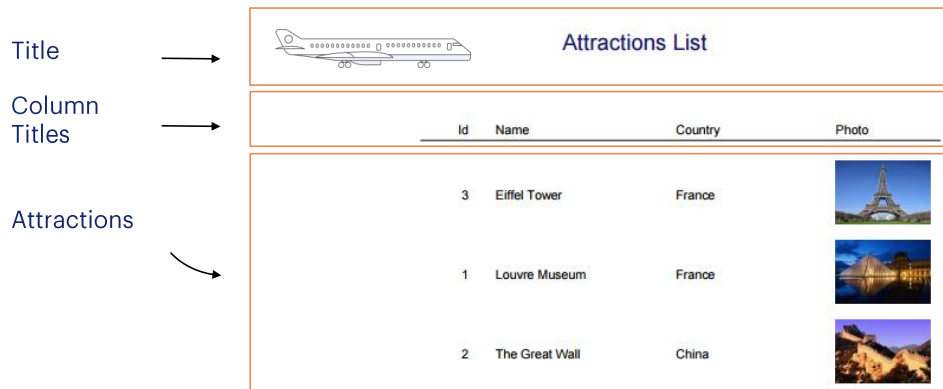 Title
Attractions List
Column
Titles
Id Name Country Photo
Attractions
3 Eiffel Tower France
1 Louvre Museum France
2 The Great Wall China